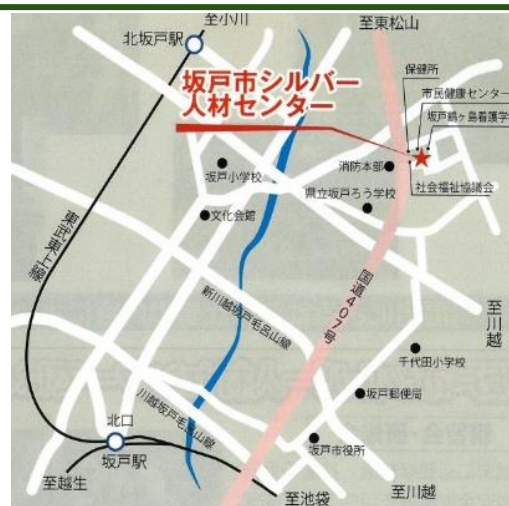 至小川
至東松山
北坂戸駅
保健所
市民健康センター
坂戸鶴ヶ島看護学
坂戸市シルバー
人材センター
消防本部
社会福祉協議会
坂戸小学校
県立坂戸ろう学校
文化会館
東武東上線
国道407号
新川越坂戸毛呂山線
至川越
千代田小学校
川越坂戸毛呂山線
坂戸郵便局
北口
坂戸駅
坂戸市役所
至越生
至池袋
至川越